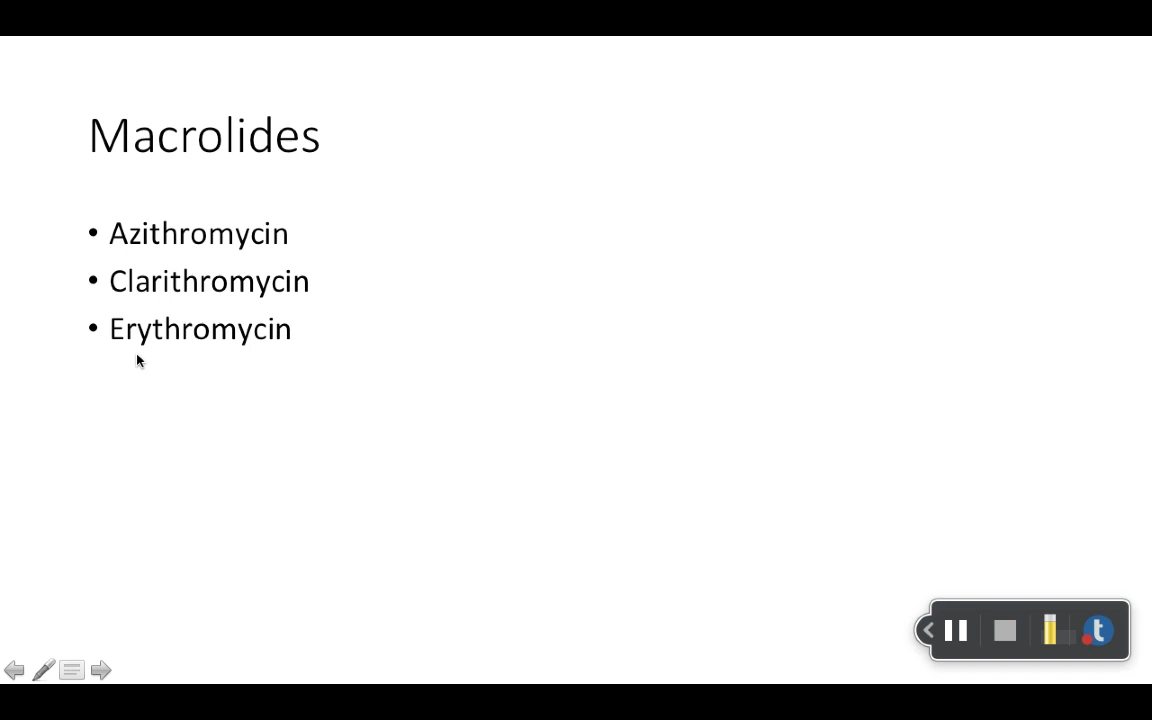 Macrolides
• Azithromycin
• Clarithromycin
• Erythromycin
t